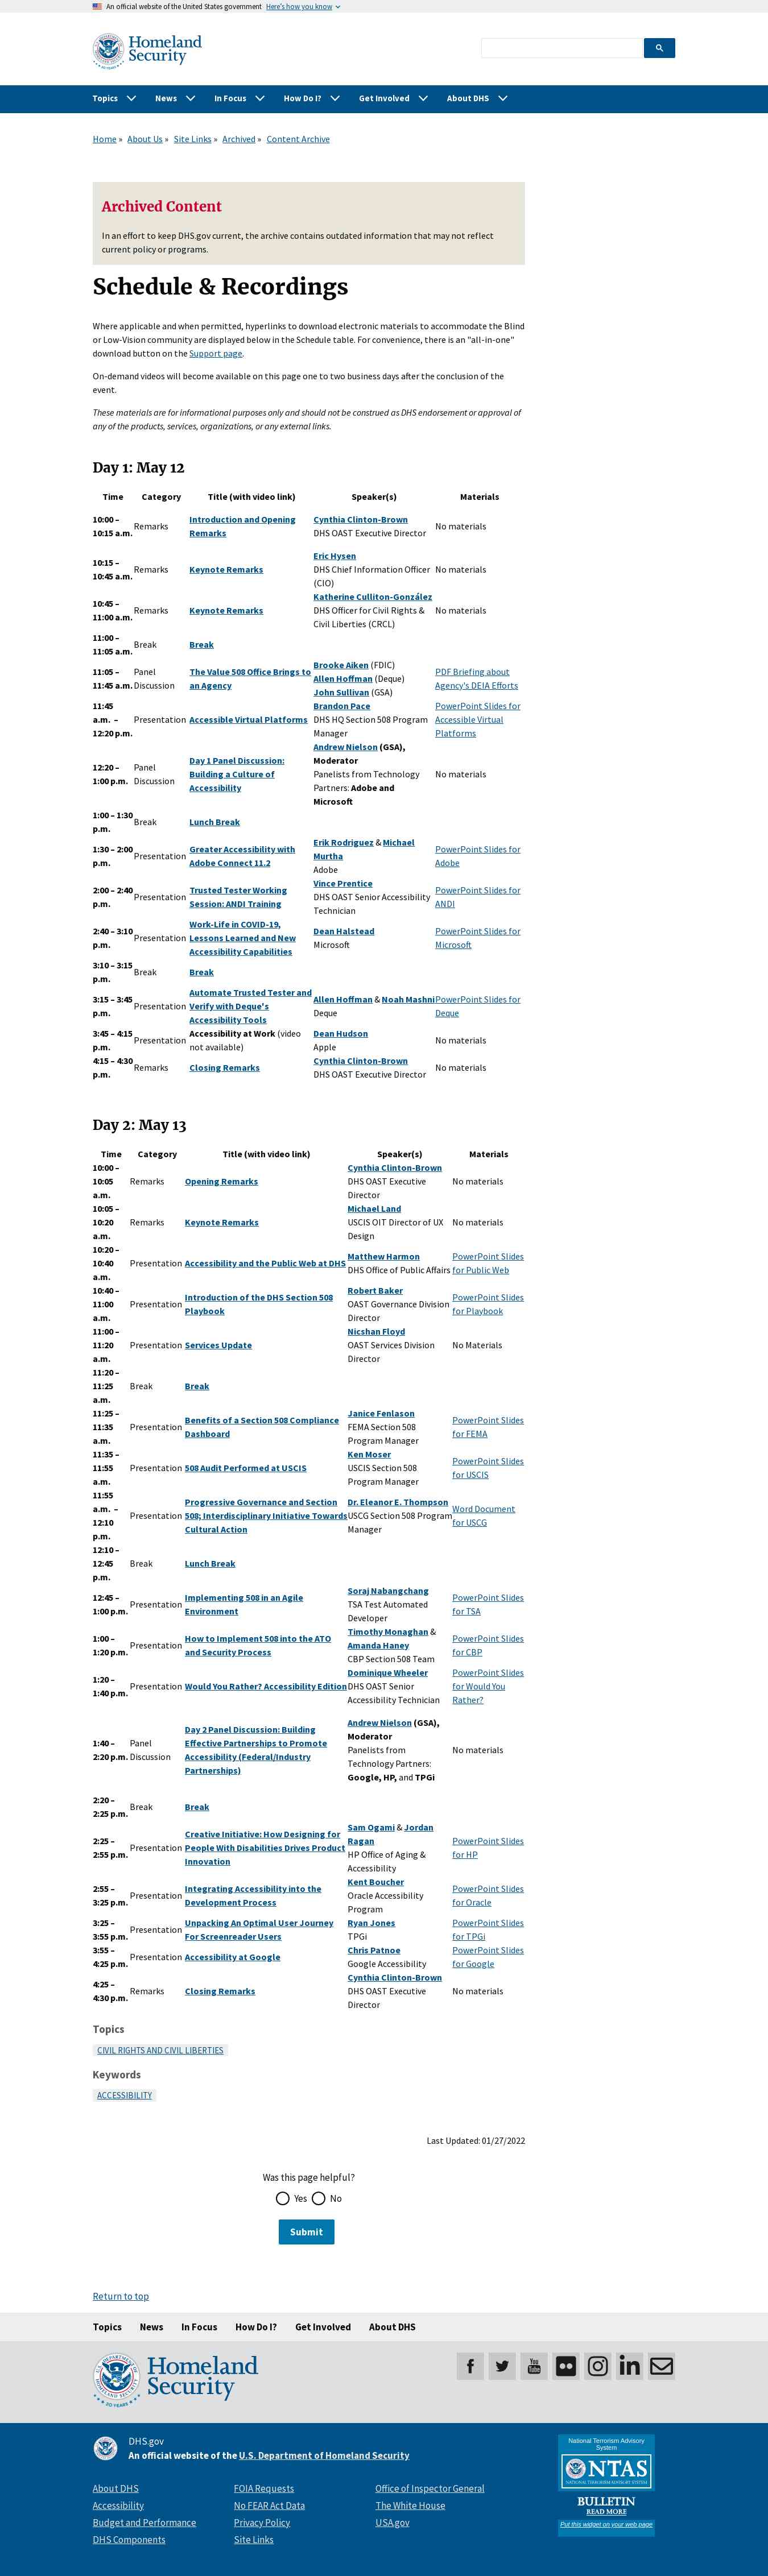 An official website of the United States government Here's how you know
Homeland
Security
Topics News In Focus How Do I? Get Involved About DHS
Home » About Us » Site Links » Archived » Content Archive
Archived Content
In an effort to keep DHS.gov current, the archive contains outdated information that may not reflect
current policy or programs.
Schedule & Recordings
Where applicable and when permitted, hyperlinks to download electronic materials to accommodate the Blind
or Low-Vision community are displayed below in the Schedule table. For convenience, there is an "all-in-one"
download button on the Support page.
On-demand videos will become available on this page one to two business days after the conclusion of the
event.
These materials are for informational purposes only and should not be construed as DHS endorsement or approval of
any of the products, services, organizations, or any external links.
Day 1: May 12
Time Category Title (with video link) Speaker(s) Materials
10:00 – 10:15 a.m. Remarks Introduction and Opening Remarks Cynthia Clinton-Brown DHS OAST Executive Director No materials
10:15 – 10:45 a.m. Remarks Keynote Remarks Eric Hysen DHS Chief Information Officer (CIO) No materials
10:45 – 11:00 a.m. Remarks Keynote Remarks Katherine Culliton-González DHS Officer for Civil Rights & Civil Liberties (CRCL) No materials
11:00 – 11:05 a.m. Break Break
11:05 – 11:45 a.m. Panel Discussion The Value 508 Office Brings to an Agency Brooke Aiken (FDIC) Allen Hoffman (Deque) John Sullivan (GSA) PDF Briefing about Agency's DEIA Efforts
11:45 a.m. – 12:20 p.m. Presentation Accessible Virtual Platforms Brandon Pace DHS HQ Section 508 Program Manager PowerPoint Slides for Accessible Virtual Platforms
12:20 – 1:00 p.m. Panel Discussion Day 1 Panel Discussion: Building a Culture of Accessibility Andrew Nielson (GSA), Moderator Panelists from Technology Partners: Adobe and Microsoft No materials
1:00 – 1:30 p.m. Break Lunch Break
1:30 – 2:00 p.m. Presentation Greater Accessibility with Adobe Connect 11.2 Erik Rodriguez & Michael Murtha Adobe PowerPoint Slides for Adobe
2:00 – 2:40 p.m. Presentation Trusted Tester Working Session: ANDI Training Vince Prentice DHS OAST Senior Accessibility Technician PowerPoint Slides for ANDI
2:40 – 3:10 p.m. Presentation Work-Life in COVID-19, Lessons Learned and New Accessibility Capabilities Dean Halstead Microsoft PowerPoint Slides for Microsoft
3:10 – 3:15 p.m. Break Break
3:15 – 3:45 p.m. Presentation Automate Trusted Tester and Verify with Deque's Accessibility Tools Allen Hoffman & Noah Mashni Deque PowerPoint Slides for Deque
3:45 – 4:15 p.m. Presentation Accessibility at Work (video not available) Dean Hudson Apple No materials
4:15 – 4:30 p.m. Remarks Closing Remarks Cynthia Clinton-Brown DHS OAST Executive Director No materials
Day 2: May 13
Time Category Title (with video link) Speaker(s) Materials
10:00 – 10:05 a.m. Remarks Opening Remarks Cynthia Clinton-Brown DHS OAST Executive Director No materials
10:05 – 10:20 a.m. Remarks Keynote Remarks Michael Land USCIS OIT Director of UX Design No materials
10:20 – 10:40 a.m. Presentation Accessibility and the Public Web at DHS Matthew Harmon DHS Office of Public Affairs PowerPoint Slides for Public Web
10:40 – 11:00 a.m. Presentation Introduction of the DHS Section 508 Playbook Robert Baker OAST Governance Division Director PowerPoint Slides for Playbook
11:00 – 11:20 a.m. Presentation Services Update Nicshan Floyd OAST Services Division Director No Materials
11:20 – 11:25 a.m. Break Break
11:25 – 11:35 a.m. Presentation Benefits of a Section 508 Compliance Dashboard Janice Fenlason FEMA Section 508 Program Manager PowerPoint Slides for FEMA
11:35 – 11:55 a.m. Presentation 508 Audit Performed at USCIS Ken Moser USCIS Section 508 Program Manager PowerPoint Slides for USCIS
11:55 a.m. – 12:10 p.m. Presentation Progressive Governance and Section 508; Interdisciplinary Initiative Towards Cultural Action Dr. Eleanor E. Thompson USCG Section 508 Program Manager Word Document for USCG
12:10 – 12:45 p.m. Break Lunch Break
12:45 – 1:00 p.m. Presentation Implementing 508 in an Agile Environment Soraj Nabangchang TSA Test Automated Developer PowerPoint Slides for TSA
1:00 – 1:20 p.m. Presentation How to Implement 508 into the ATO and Security Process Timothy Monaghan & Amanda Haney CBP Section 508 Team PowerPoint Slides for CBP
1:20 – 1:40 p.m. Presentation Would You Rather? Accessibility Edition Dominique Wheeler DHS OAST Senior Accessibility Technician PowerPoint Slides for Would You Rather?
1:40 – 2:20 p.m. Panel Discussion Day 2 Panel Discussion: Building Effective Partnerships to Promote Accessibility (Federal/Industry Partnerships) Andrew Nielson (GSA), Moderator Panelists from Technology Partners: Google, HP, and TPGi No materials
2:20 – 2:25 p.m. Break Break
2:25 – 2:55 p.m. Presentation Creative Initiative: How Designing for People With Disabilities Drives Product Innovation Sam Ogami & Jordan Ragan HP Office of Aging & Accessibility PowerPoint Slides for HP
2:55 – 3:25 p.m. Presentation Integrating Accessibility into the Development Process Kent Boucher Oracle Accessibility Program PowerPoint Slides for Oracle
3:25 – 3:55 p.m. Presentation Unpacking An Optimal User Journey For Screenreader Users Ryan Jones TPGi PowerPoint Slides for TPGi
3:55 – 4:25 p.m. Presentation Accessibility at Google Chris Patnoe Google Accessibility PowerPoint Slides for Google
4:25 – 4:30 p.m. Remarks Closing Remarks Cynthia Clinton-Brown DHS OAST Executive Director No materials
Topics
CIVIL RIGHTS AND CIVIL LIBERTIES
Keywords
ACCESSIBILITY
Last Updated: 01/27/2022
Was this page helpful?
Yes No
Submit
Return to top
Topics News In Focus How Do I? Get Involved About DHS
Homeland
Security
DHS.gov
An official website of the U.S. Department of Homeland Security
About DHS FOIA Requests Office of Inspector General
Accessibility No FEAR Act Data The White House
Budget and Performance Privacy Policy USA.gov
DHS Components Site Links
National Terrorism Advisory
System
NTAS
NATIONAL TERRORISM ADVISORY SYSTEM
BULLETIN
READ MORE
Put this widget on your web page